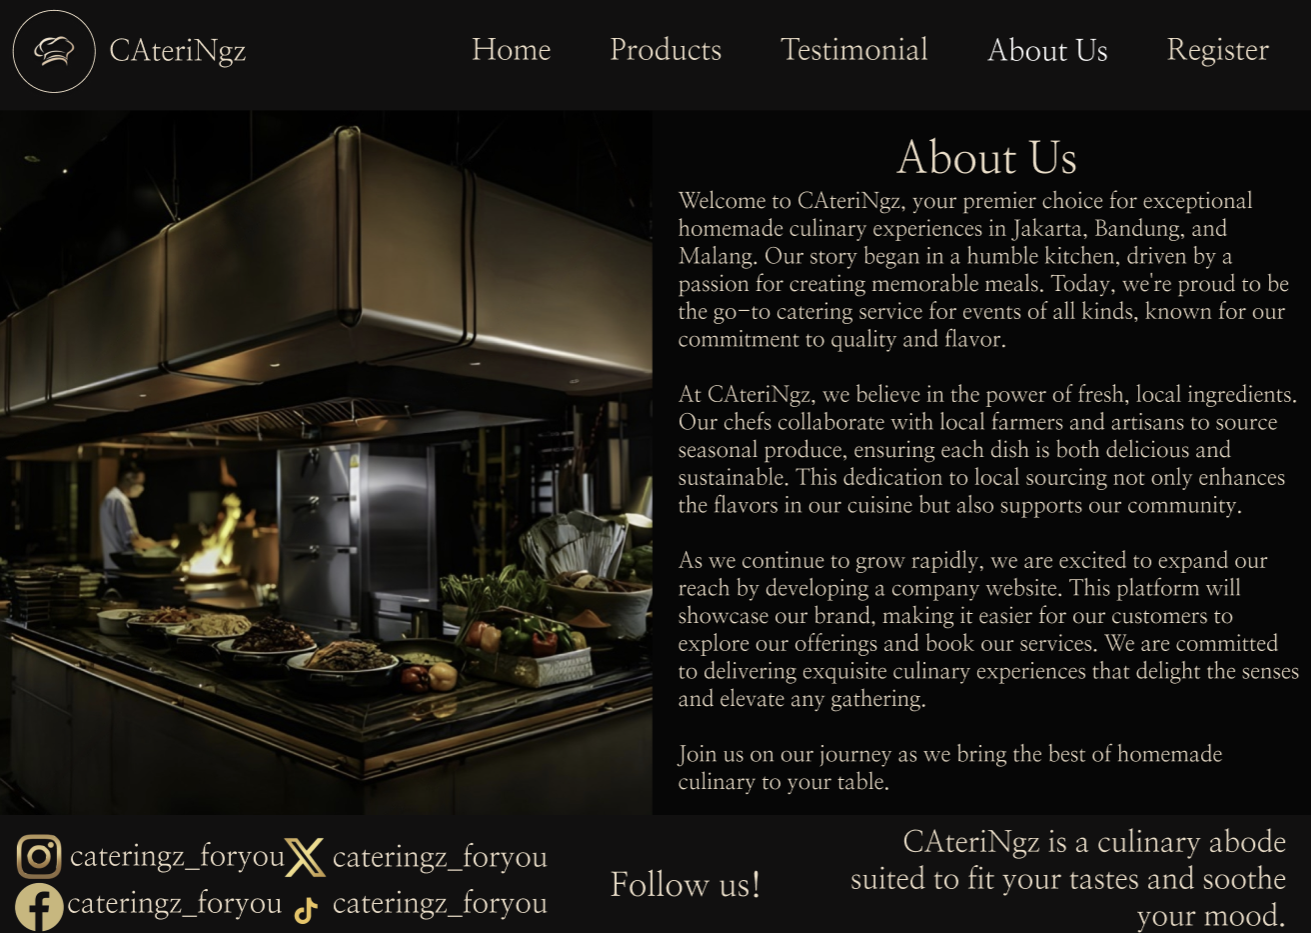 CAteriNgz
Home
Products
Testimonial
About Us
Register
About Us
Welcome to CAteriNgz, your premier choice for exceptional
homemade culinary experiences in Jakarta, Bandung, and
Malang. Our story began in a humble kitchen, driven by a
passion for creating memorable meals. Today, we're proud to be
the go-to catering service for events of all kinds, known for our
commitment to quality and flavor.
At CAteriNgz, we believe in the power of fresh, local ingredients.
Our chefs collaborate with local farmers and artisans to source
seasonal produce, ensuring each dish is both delicious and
sustainable. This dedication to local sourcing not only enhances
the flavors in our cuisine but also supports our community.
As we continue to grow rapidly, we are excited to expand our
reach by developing a company website. This platform will
showcase our brand, making it easier for our customers to
explore our offerings and book our services. We are committed
to delivering exquisite culinary experiences that delight the senses
and elevate any gathering.
Join us on our journey as we bring the best of homemade
culinary to your table.
cateringz_foryou
cateringz_foryou
cateringz_foryou
cateringz_foryou
Follow us!
CAteriNgz is a culinary abode
suited to fit your tastes and soothe
your mood.